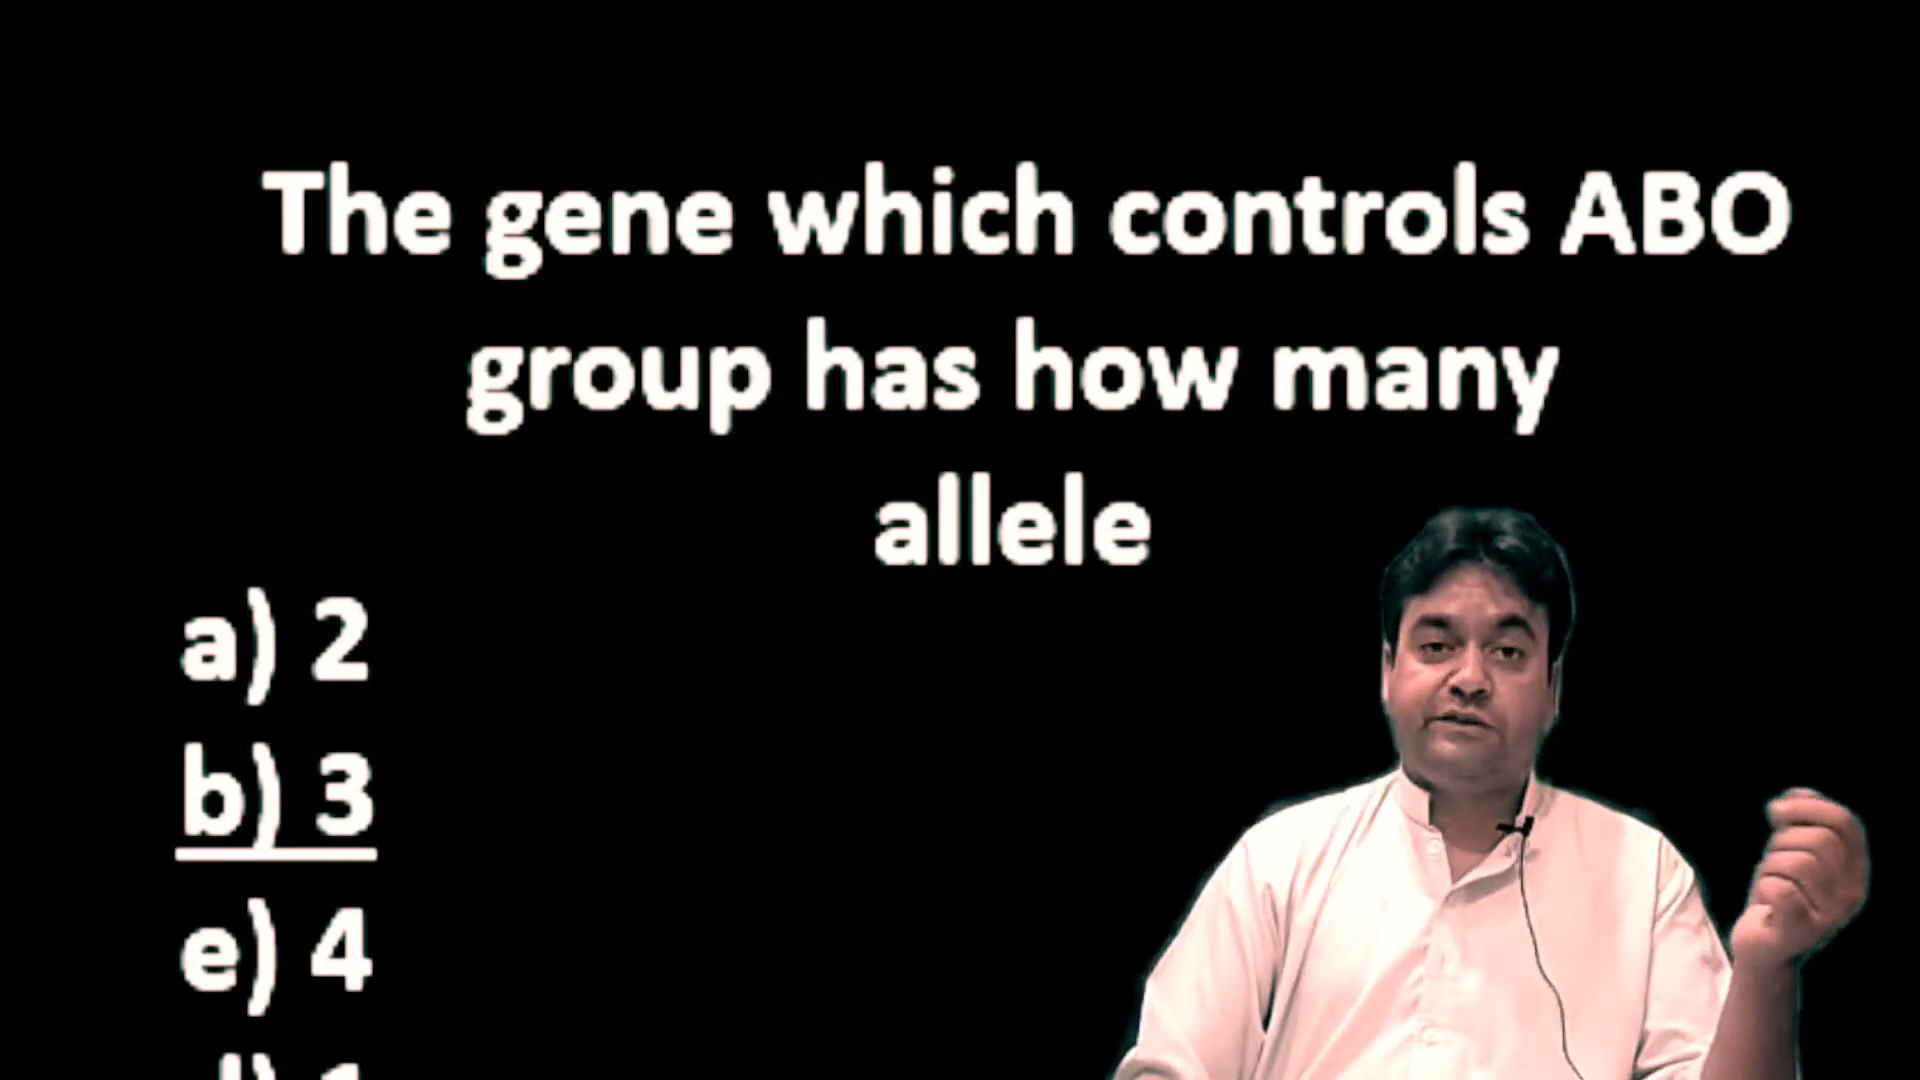 The gene which controls ABO
group has how many
allele
a) 2
b) 3
e) 4